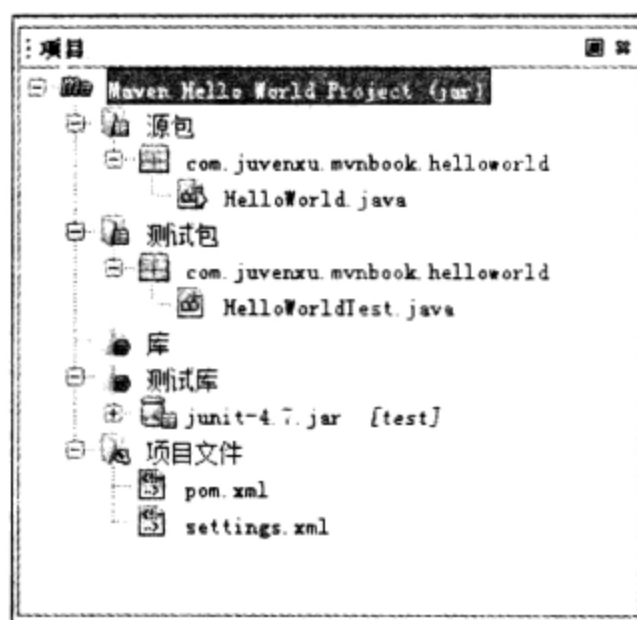 项目
Maven Hello World Project (jar)
源包
com.juvenxu.mvnbook.helloworld
HelloWorld.java
测试包
com.juvenxu.mvnbook.helloworld
HelloWorldTest.java
库
测试库
junit-4.7.jar [test]
项目文件
pom.xml
settings.xml